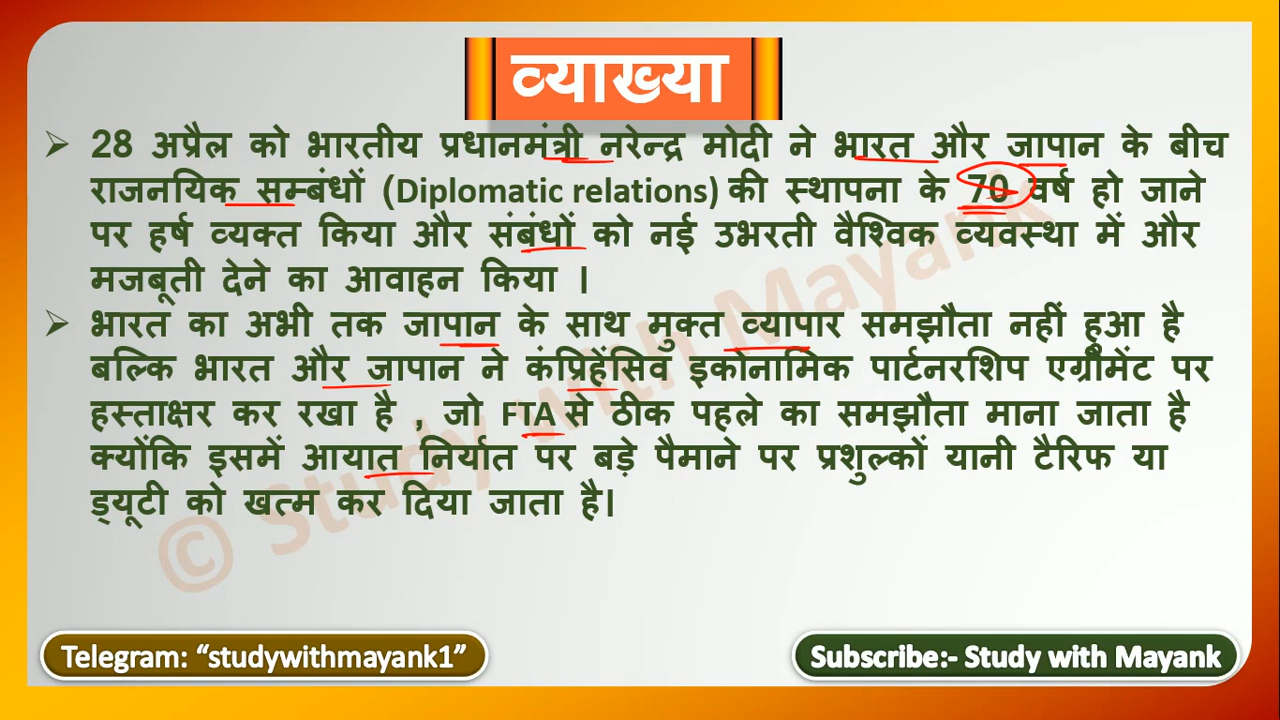 व्याख्या
➢ 28 अप्रैल को भारतीय प्रधानमंत्री नरेन्द्र मोदी ने भारत और जापान के बीच
राजनयिक सम्बंधों (Diplomatic relations) की स्थापना के 70 वर्ष हो जाने
पर हर्ष व्यक्त किया और संबंधों को नई उभरती वैश्विक व्यवस्था में और
मजबूती देने का आवाहन किया ।
➢ भारत का अभी तक जापान के साथ मुक्त व्यापार समझौता नहीं हुआ है
बल्कि भारत और जापान ने कंप्रिहेंसिव इकोनामिक पार्टनरशिप एग्रीमेंट पर
हस्ताक्षर कर रखा है , जो FTA से ठीक पहले का समझौता माना जाता है
क्योंकि इसमें आयात निर्यात पर बड़े पैमाने पर प्रशुल्कों यानी टैरिफ या
ड्यूटी को खत्म कर दिया जाता है।
© Study with Mayank
Telegram: “studywithmayank1”
Subscribe:- Study with Mayank